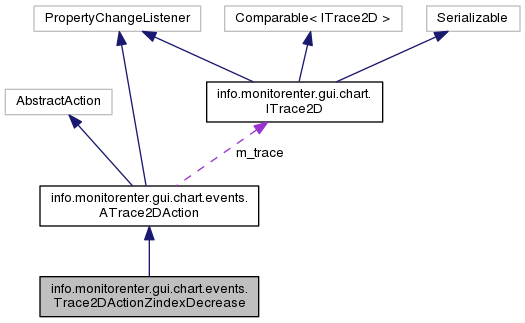 PropertyChangeListener
Comparable< ITrace2D >
Serializable
AbstractAction
info.monitorenter.gui.chart.
ITrace2D
m_trace
info.monitorenter.gui.chart.events.
ATrace2DAction
info.monitorenter.gui.chart.events.
Trace2DActionZindexDecrease